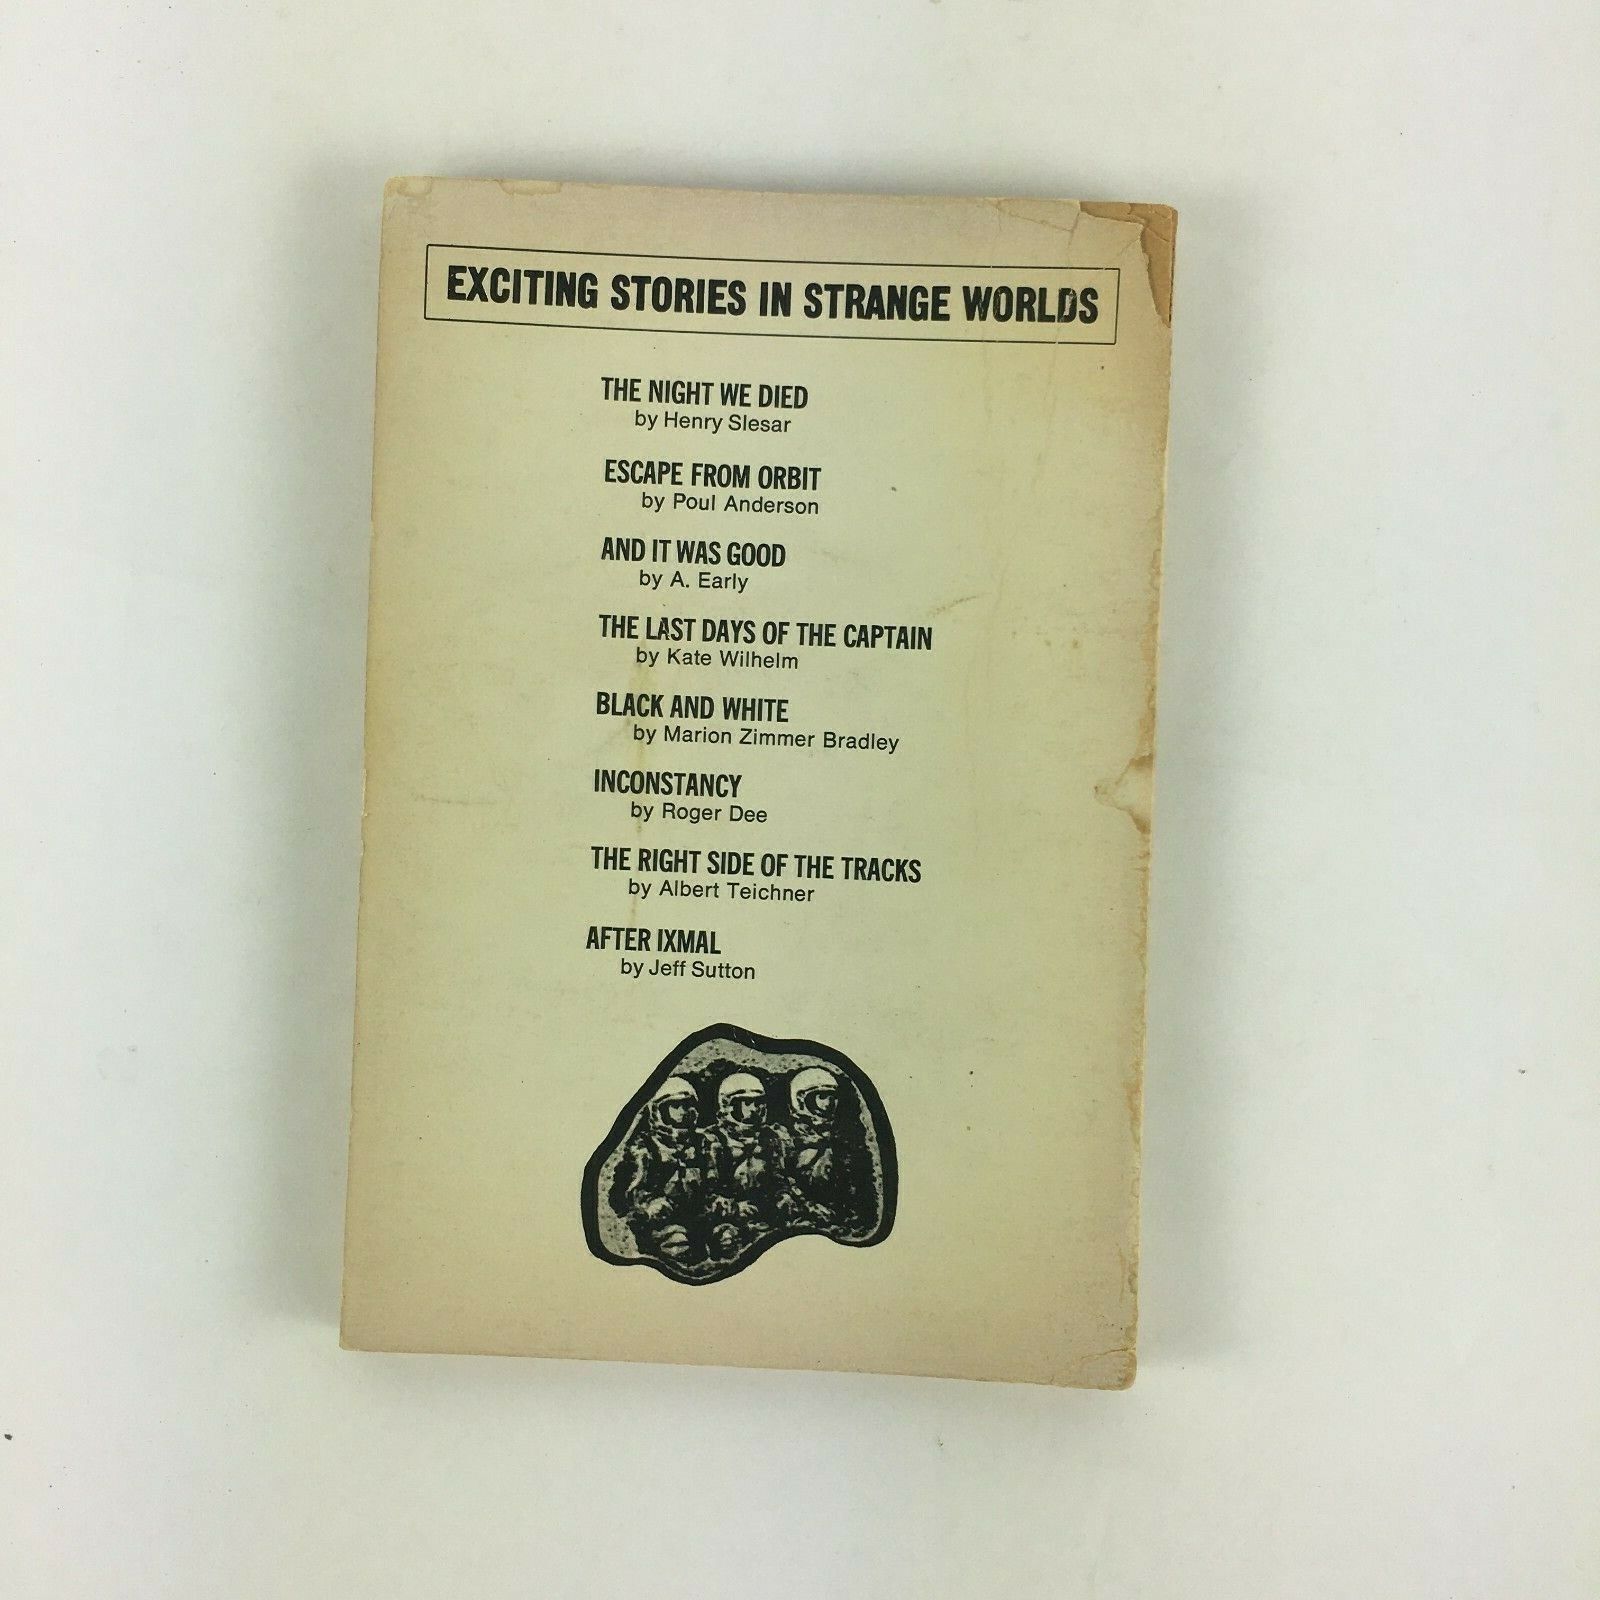 EXCITING STORIES IN STRANGE WORLDS
THE NIGHT WE DIED
by Henry Slesar
ESCAPE FROM ORBIT
by Poul Anderson
AND IT WAS GOOD
by A. Early
THE LAST DAYS OF THE CAPTAIN
by Kate Wilhelm
BLACK AND WHITE
by Marion Zimmer Bradley
INCONSTANCY
by Roger Dee
THE RIGHT SIDE OF THE TRACKS
by Albert Teichner
AFTER IXMAL
by Jeff Sutton